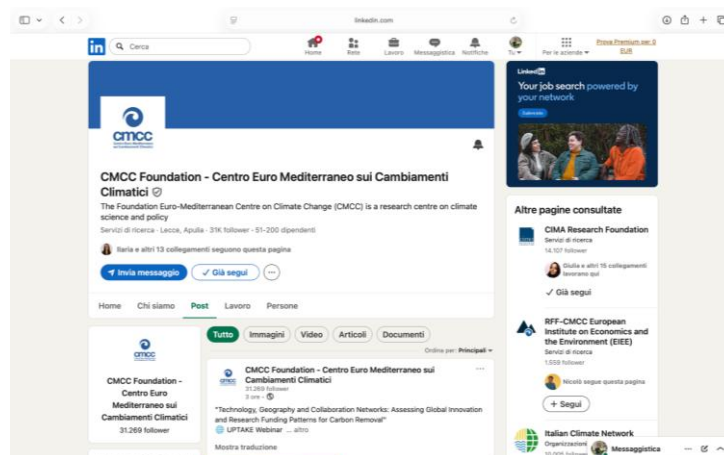 linkedin.com
in
Cerca
Home
Rete
Lavoro
Messaggistica
Notifiche
Tu
Per le aziende
Prova Premium per 0 EUR
cmcc
CMCC Foundation - Centro Euro Mediterraneo sui Cambiamenti
Climatici
The Foundation Euro-Mediterranean Centre on Climate Change (CMCC) is a research centre on climate
science and policy
Servizi di ricerca · Lecce, Apulia · 31K follower · 51-200 dipendenti
Ilaria e altri 13 collegamenti seguono questa pagina
Invia messaggio
Già segui
Home
Chi siamo
Post
Lavoro
Persone
cmcc
CMCC Foundation -
Centro Euro
Mediterraneo sui
Cambiamenti Climatici
31.269 follower
Tutto
Immagini
Video
Articoli
Documenti
Ordina per: Principali
cmcc
CMCC Foundation - Centro Euro Mediterraneo sui
Cambiamenti Climatici
31.269 follower
3 ore
"Technology, Geography and Collaboration Networks: Assessing Global Innovation
and Research Funding Patterns for Carbon Removal"
UPTAKE Webinar ... altro
Mostra traduzione
LinkedIn
Your job search powered by
your network
Altre pagine consultate
CIMA Research Foundation
Servizi di ricerca
14.107 follower
Giulia e altri 15 collegamenti
lavorano qui
Già segui
RFF-CMCC European
Institute on Economics and
the Environment (EIEE)
Servizi di ricerca
1.559 follower
Nicolò segue questa pagina
+ Segui
Italian Climate Network
Organizzazioni
Messaggistica